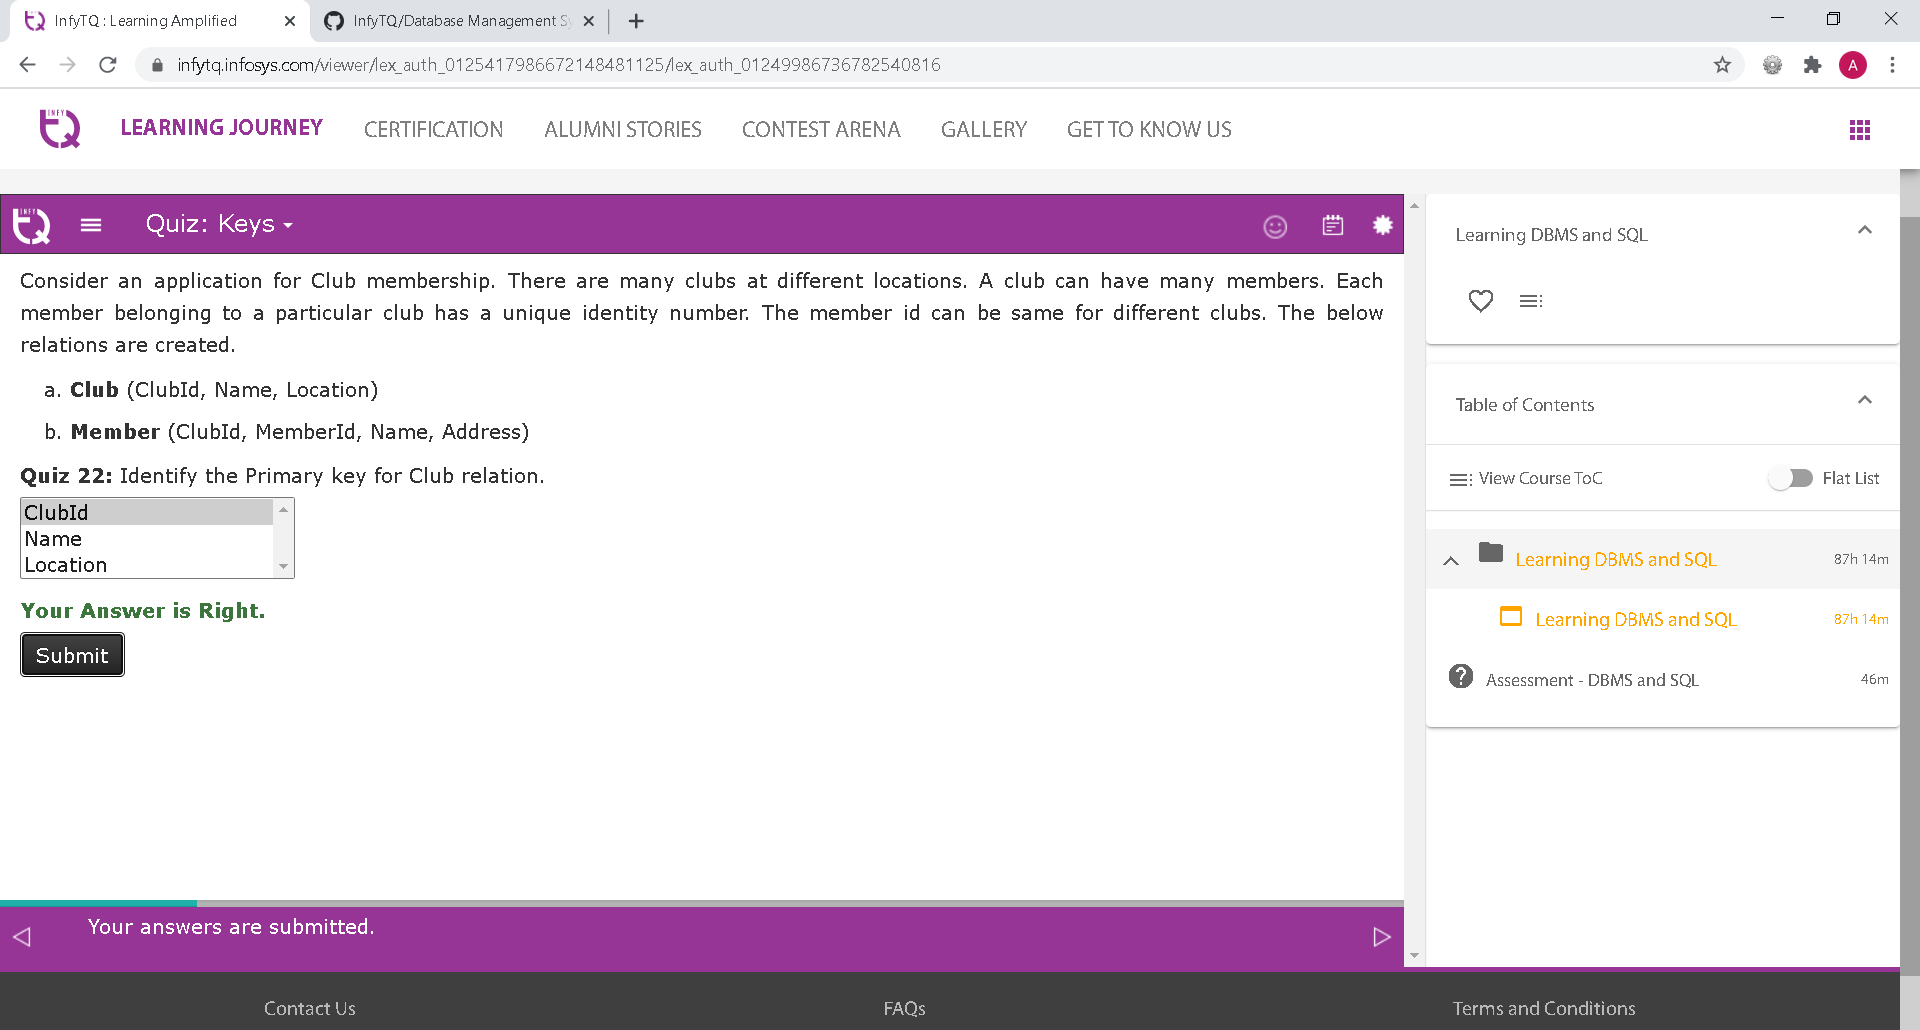 InfyTQ : Learning Amplified
InfyTQ/Database Management Sy
infytq.infosys.com/viewer/lex_auth_0125417986672148481125/lex_auth_01249986736782540816
A
INFY
TQ
LEARNING JOURNEY
CERTIFICATION
ALUMNI STORIES
CONTEST ARENA
GALLERY
GET TO KNOW US
INFY
TQ
Quiz: Keys
Consider an application for Club membership. There are many clubs at different locations. A club can have many members. Each
member belonging to a particular club has a unique identity number. The member id can be same for different clubs. The below
relations are created.
a. Club (ClubId, Name, Location)
b. Member (ClubId, MemberId, Name, Address)
Quiz 22: Identify the Primary key for Club relation.
ClubId
Name
Location
Your Answer is Right.
Submit
Your answers are submitted.
Learning DBMS and SQL
Table of Contents
View Course ToC
Flat List
Learning DBMS and SQL
87h 14m
Learning DBMS and SQL
87h 14m
Assessment - DBMS and SQL
46m
Contact Us
FAQs
Terms and Conditions